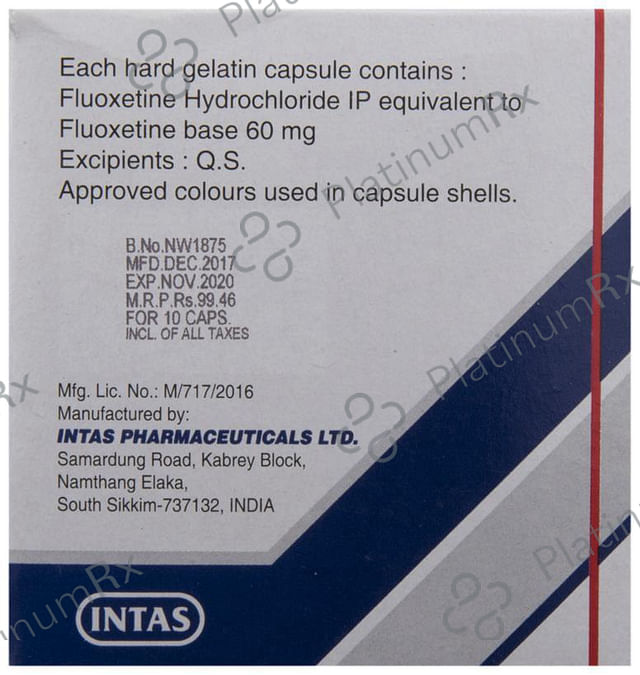 Each hard gelatin capsule contains :
Fluoxetine Hydrochloride IP equivalent to
Fluoxetine base 60 mg
Excipients : Q.S.
Approved colours used in capsule shells.
B.No.NW1875
MFD.DEC.2017
EXP.NOV.2020
M.R.P.Rs.99.46
FOR 10 CAPS.
INCL. OF ALL TAXES
Mfg. Lic. No.: M/717/2016
Manufactured by:
INTAS PHARMACEUTICALS LTD.
Samardung Road, Kabrey Block,
Namthang Elaka,
South Sikkim-737132, INDIA
INTAS
PlatinumRx
PlatinumRx